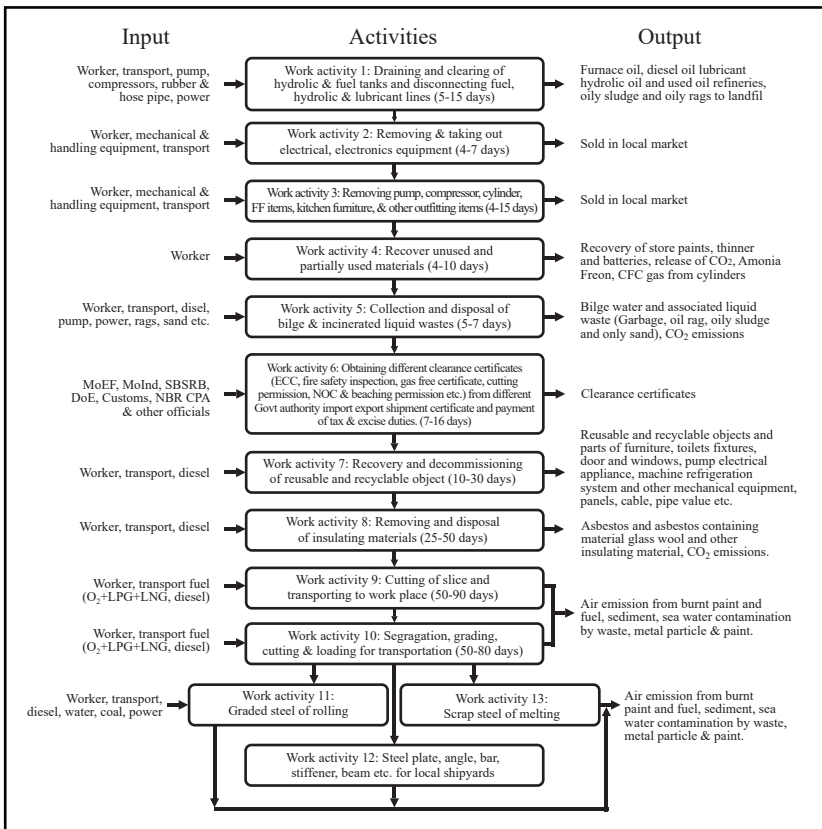 Input
Activities
Output
Worker, transport, pump,
compressors, rubber &
hose pipe, power
Work activity 1: Draining and clearing of
hydrolic & fuel tanks and disconnecting fuel,
hydrolic & lubricant lines (5-15 days)
Furnace oil, diesel oil lubricant
hydrolic oil and used oil refineries,
oily sludge and oily rags to landfil
Worker, mechanical &
handling equipment, transport
Work activity 2: Removing & taking out
electrical, electronics equipment (4-7 days)
Sold in local market
Worker, mechanical &
handling equipment, transport
Work activity 3: Removing pump, compressor, cylinder,
FF items, kitchen furniture, & other outfitting items (4-15 days)
Sold in local market
Worker
Work activity 4: Recover unused and
partially used materials (4-10 days)
Recovery of store paints, thinner
and batteries, release of CO₂, Amonia
Freon, CFC gas from cylinders
Worker, transport, disel,
pump, power, rags, sand etc.
Work activity 5: Collection and disposal of
bilge & incinerated liquid wastes (5-7 days)
Bilge water and associated liquid
waste (Garbage, oil rag, oily sludge
and only sand), CO₂ emissions
MoEF, MoInd, SBSRB,
DoE, Customs, NBR CPA
& other officials
Work activity 6: Obtaining different clearance certificates
(ECC, fire safety inspection, gas free certificate, cutting
permission, NOC & beaching permission etc.) from different
Govt authority import export shipment certificate and payment
of tax & excise duties. (7-16 days)
Clearance certificates
Worker, transport, diesel
Work activity 7: Recovery and decommissioning
of reusable and recyclable object (10-30 days)
Reusable and recyclable objects and
parts of furniture, toilets fixtures,
door and windows, pump electrical
appliance, machine refrigeration
system and other mechanical equipment,
panels, cable, pipe value etc.
Worker, transport, diesel
Work activity 8: Removing and disposal
of insulating materials (25-50 days)
Asbestos and asbestos containing
material glass wool and other
insulating material, CO₂ emissions.
Worker, transport fuel
(O₂+LPG+LNG, diesel)
Work activity 9: Cutting of slice and
transporting to work place (50-90 days)
Worker, transport fuel
(O₂+LPG+LNG, diesel)
Work activity 10: Segragation, grading,
cutting & loading for transportation (50-80 days)
Air emission from burnt paint and
fuel, sediment, sea water contamination
by waste, metal particle & paint.
Worker, transport,
diesel, water, coal, power
Work activity 11:
Graded steel of rolling
Work activity 13:
Scrap steel of melting
Air emission from burnt
paint and fuel, sediment, sea
water contamination by waste,
metal particle & paint.
Work activity 12: Steel plate, angle, bar,
stiffener, beam etc. for local shipyards